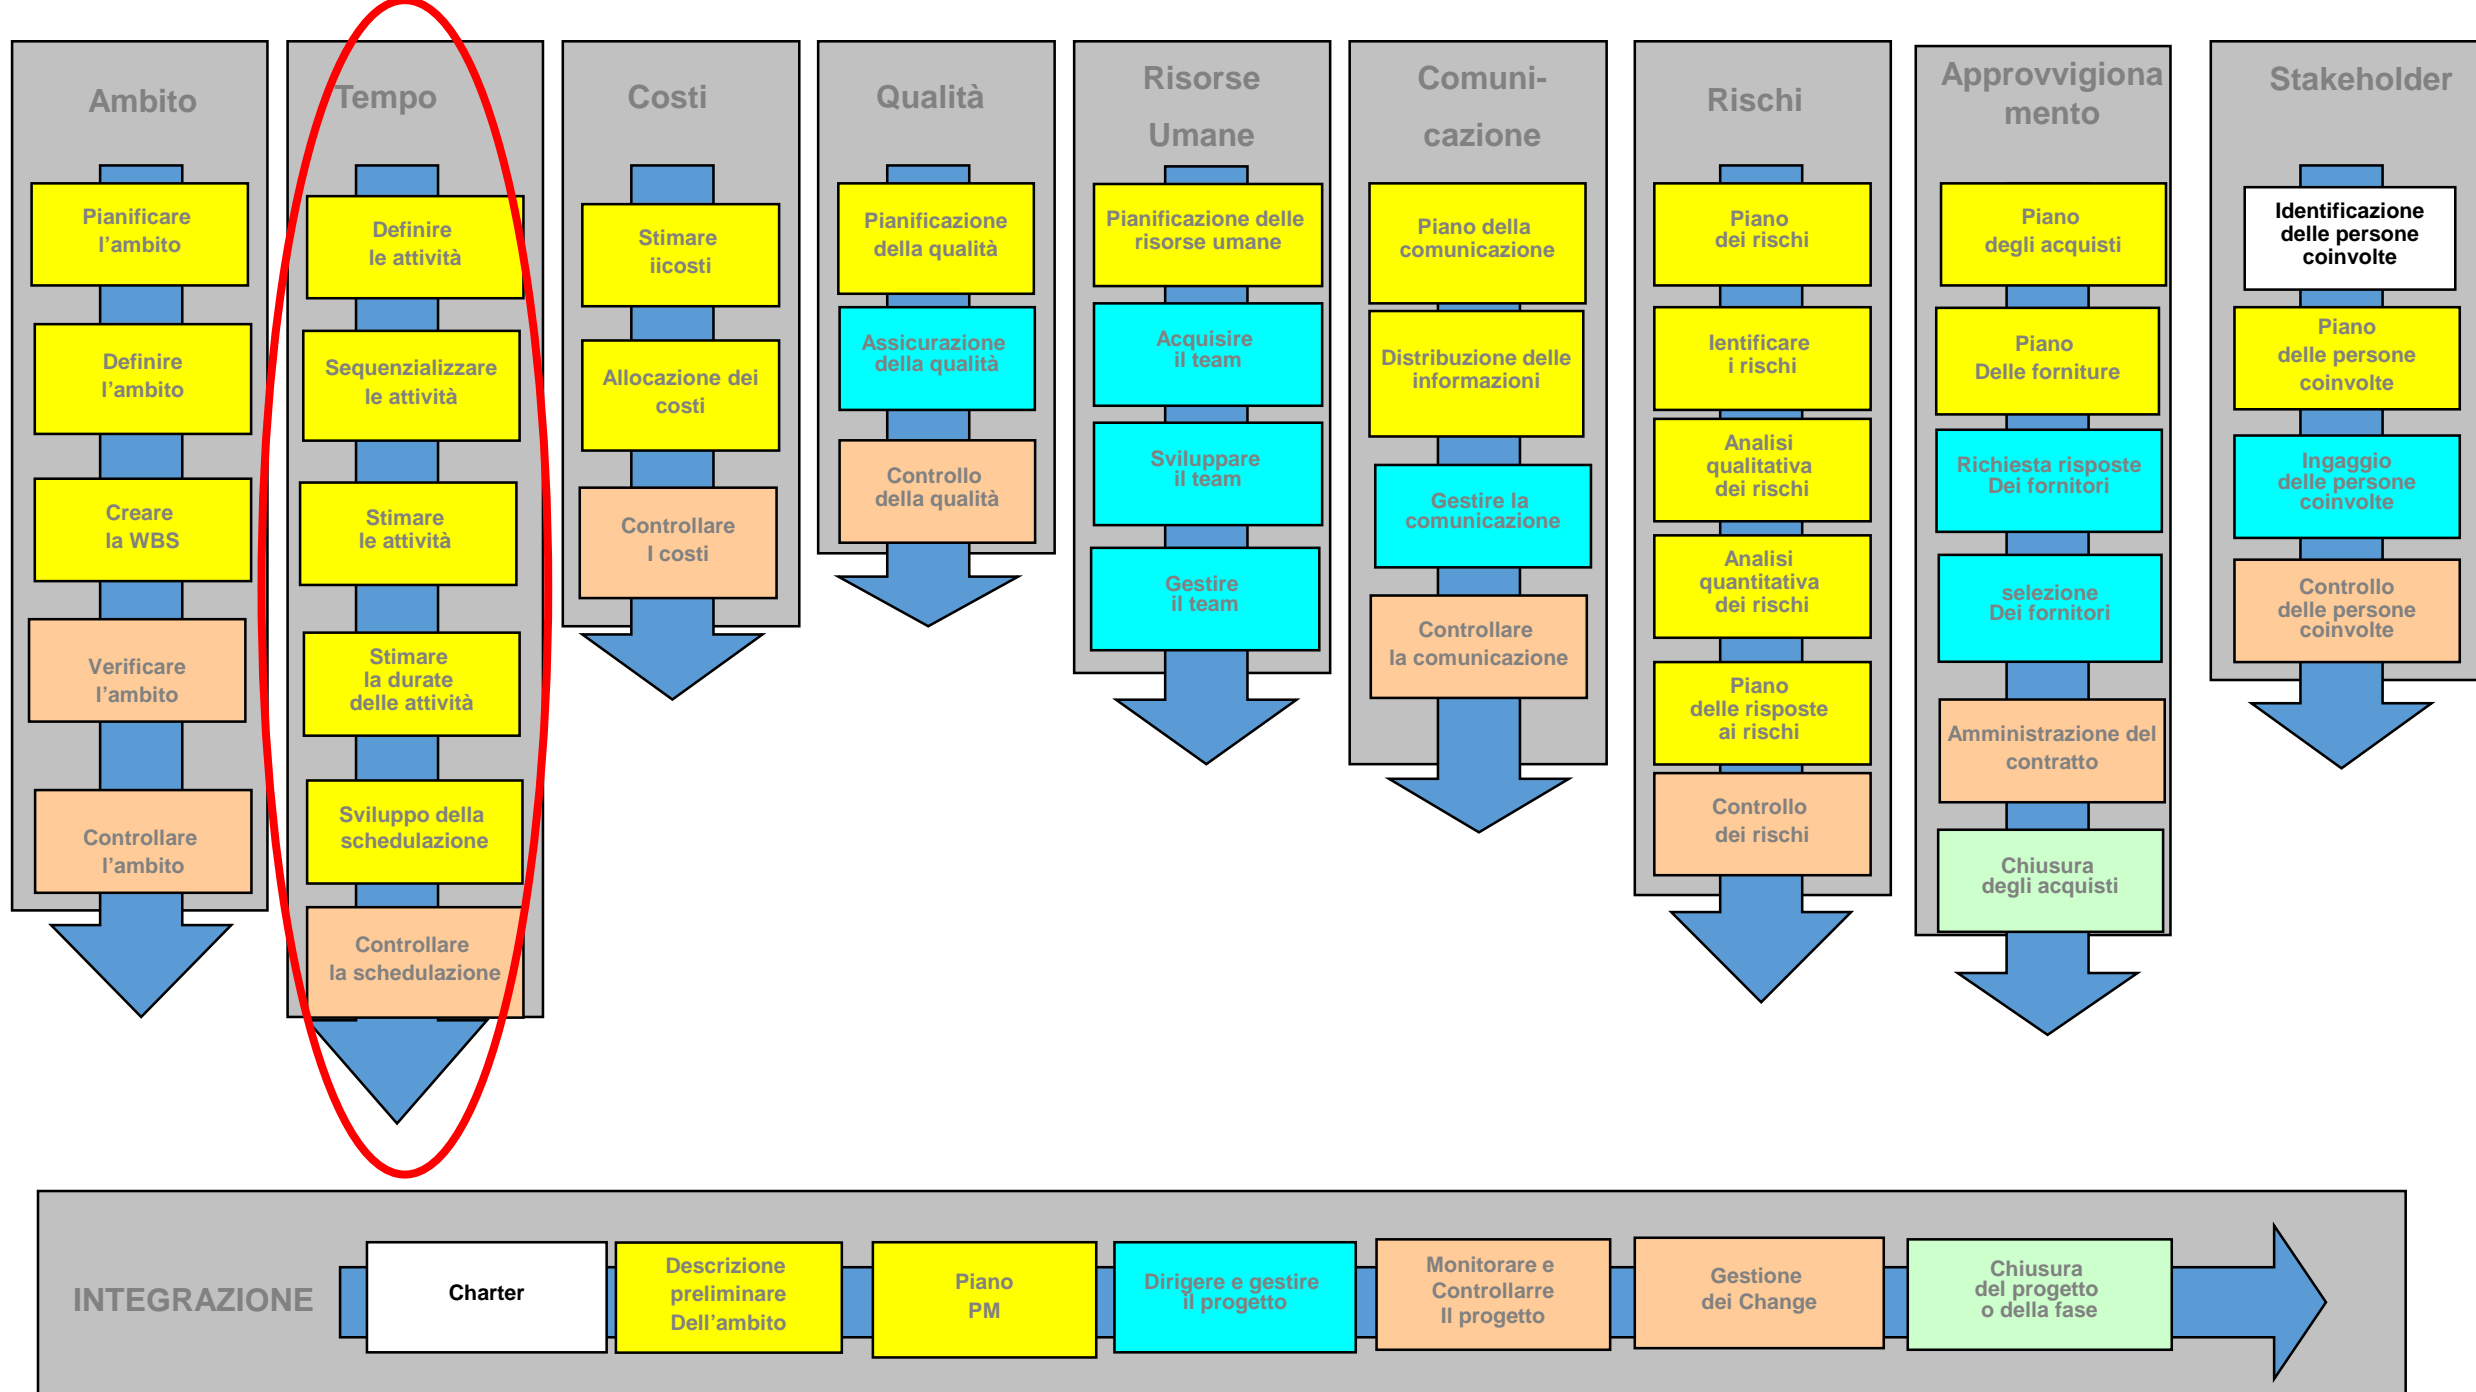 Ambito
Pianificare
l’ambito
Definire
l’ambito
Creare
la WBS
Verificare
l’ambito
Controllare
l’ambito
Tempo
Definire
le attività
Sequenzializzare
le attività
Stimare
le attività
Stimare
la durate
delle attività
Sviluppo della
schedulazione
Controllare
la schedulazione
Costi
Stimare
iicosti
Allocazione dei
costi
Controllare
I costi
Qualità
Pianificazione
della qualità
Assicurazione
della qualità
Controllo
della qualità
Risorse
Umane
Pianificazione delle
risorse umane
Acquisire
il team
Sviluppare
il team
Gestire
il team
Comuni-
cazione
Piano della
comunicazione
Distribuzione delle
informazioni
Gestire la
comunicazione
Controllare
la comunicazione
Rischi
Piano
dei rischi
Ientificare
i rischi
Analisi
qualitativa
dei rischi
Analisi
quantitativa
dei rischi
Piano
delle risposte
ai rischi
Controllo
dei rischi
Approvvigiona
mento
Piano
degli acquisti
Piano
Delle forniture
Richiesta risposte
Dei fornitori
selezione
Dei fornitori
Amministrazione del
contratto
Chiusura
degli acquisti
Stakeholder
Identificazione
delle persone
coinvolte
Piano
delle persone
coinvolte
Ingaggio
delle persone
coinvolte
Controllo
delle persone
coinvolte
INTEGRAZIONE
Charter
Descrizione
preliminare
Dell’ambito
Piano
PM
Dirigere e gestire
il progetto
Monitorare e
Controllarre
Il progetto
Gestione
dei Change
Chiusura
del progetto
o della fase